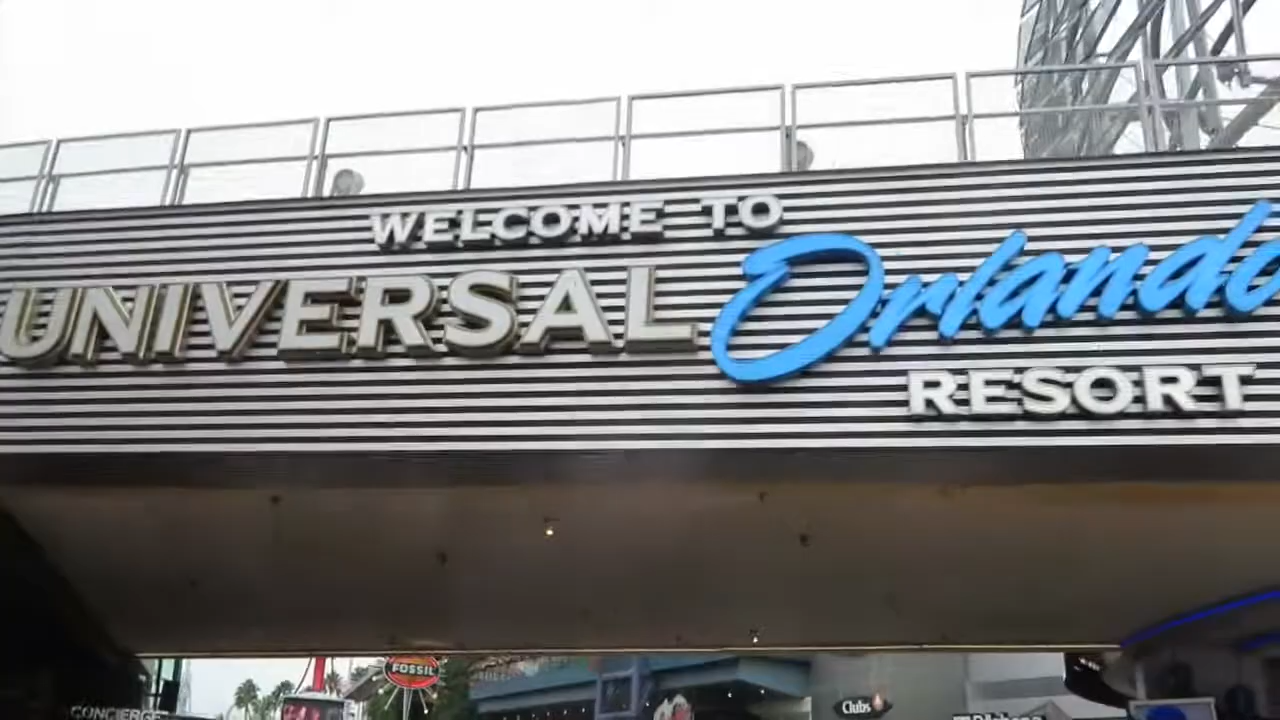 WELCOME TO
UNIVERSAL Orlando
RESORT
FOSSIL
Clubs
CONCIERGE